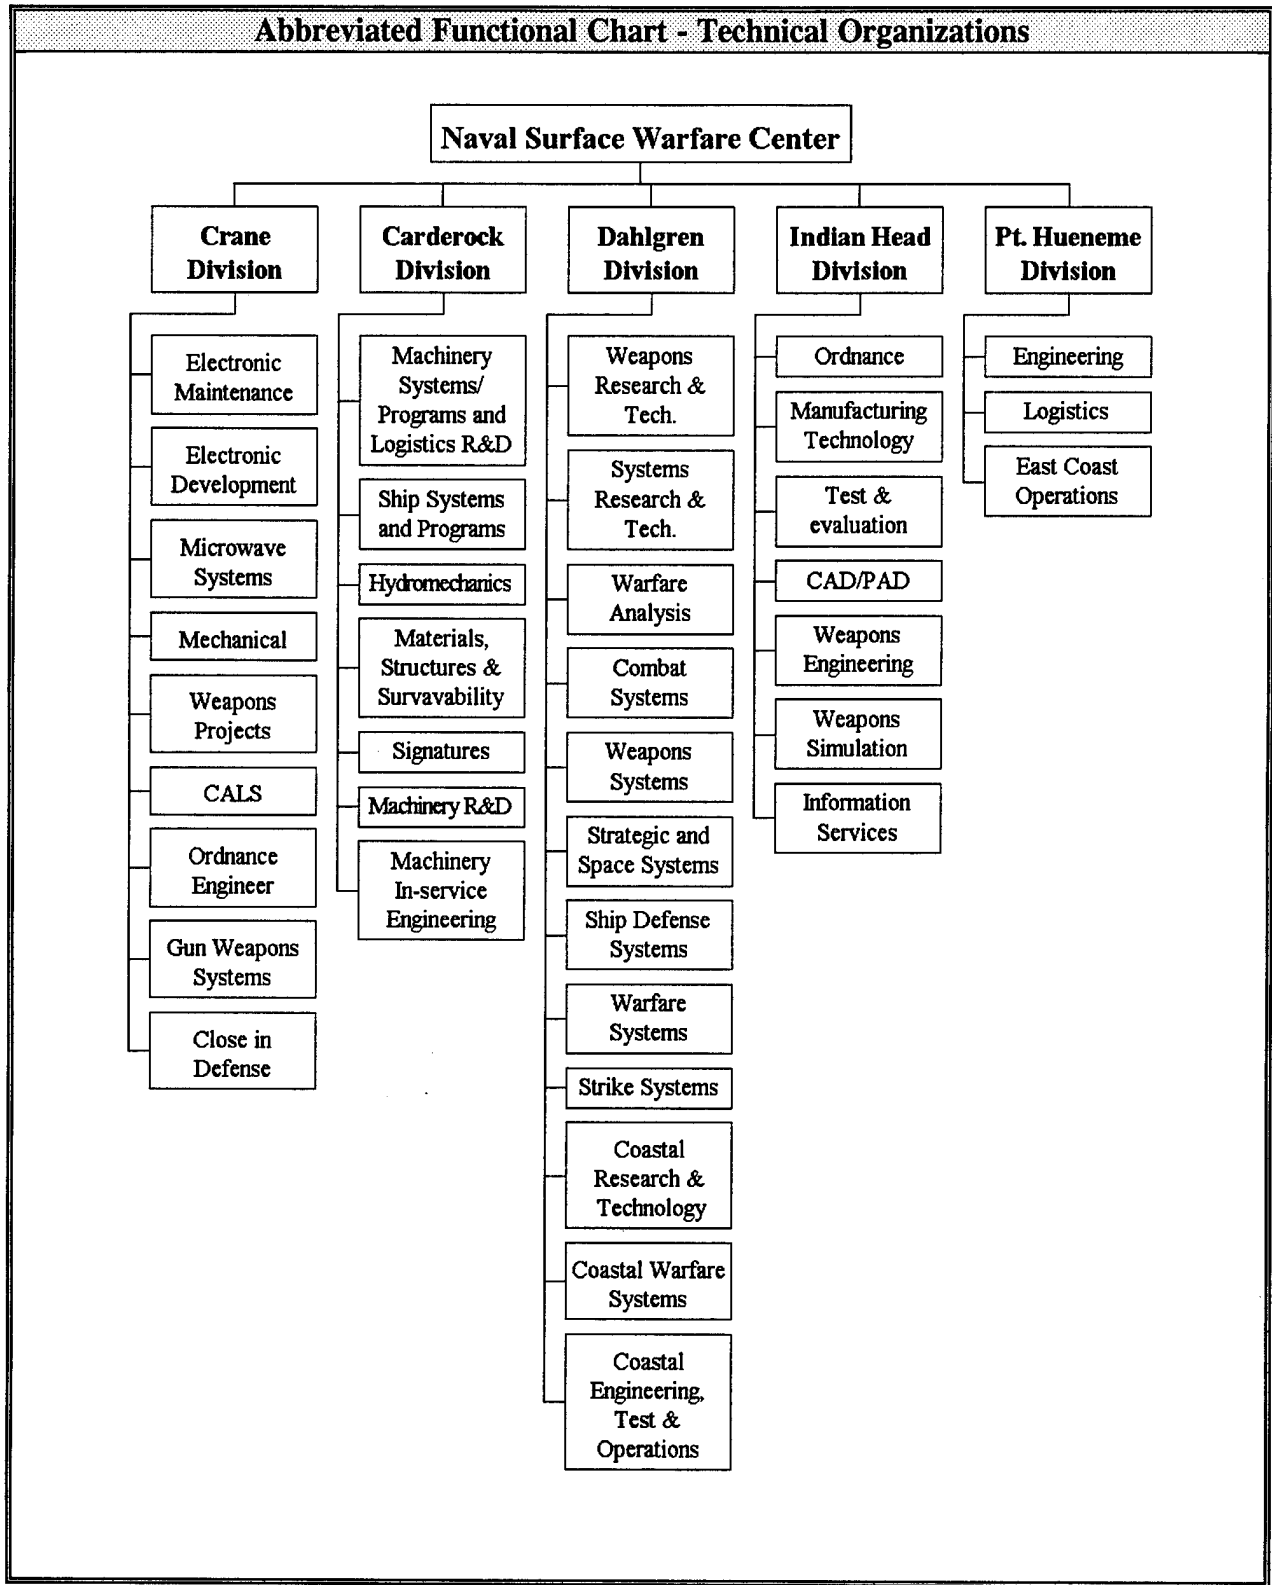 Abbreviated Functional Chart - Technical Organizations
Naval Surface Warfare Center
Crane
Division
Electronic
Maintenance
Electronic
Development
Microwave
Systems
Mechanical
Weapons
Projects
CALS
Ordnance
Engineer
Gun Weapons
Systems
Close in
Defense
Carderock
Division
Machinery
Systems/
Programs and
Logistics R&D
Ship Systems
and Programs
Hydromechanics
Materials,
Structures &
Survavability
Signatures
Machinery R&D
Machinery
In-service
Engineering
Dahlgren
Division
Weapons
Research &
Tech.
Systems
Research &
Tech.
Warfare
Analysis
Combat
Systems
Weapons
Systems
Strategic and
Space Systems
Ship Defense
Systems
Warfare
Systems
Strike Systems
Coastal
Research &
Technology
Coastal Warfare
Systems
Coastal
Engineering,
Test &
Operations
Indian Head
Division
Ordnance
Manufacturing
Technology
Test &
evaluation
CAD/PAD
Weapons
Engineering
Weapons
Simulation
Information
Services
Pt. Hueneme
Division
Engineering
Logistics
East Coast
Operations